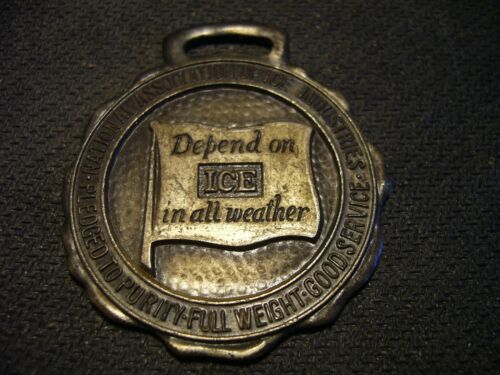 NATIONAL ASSOCIATION OF ICE INDUSTRIES · PLEDGED TO PURITY · FULL WEIGHT · GOOD SERVICE ·
Depend on
ICE
in all weather